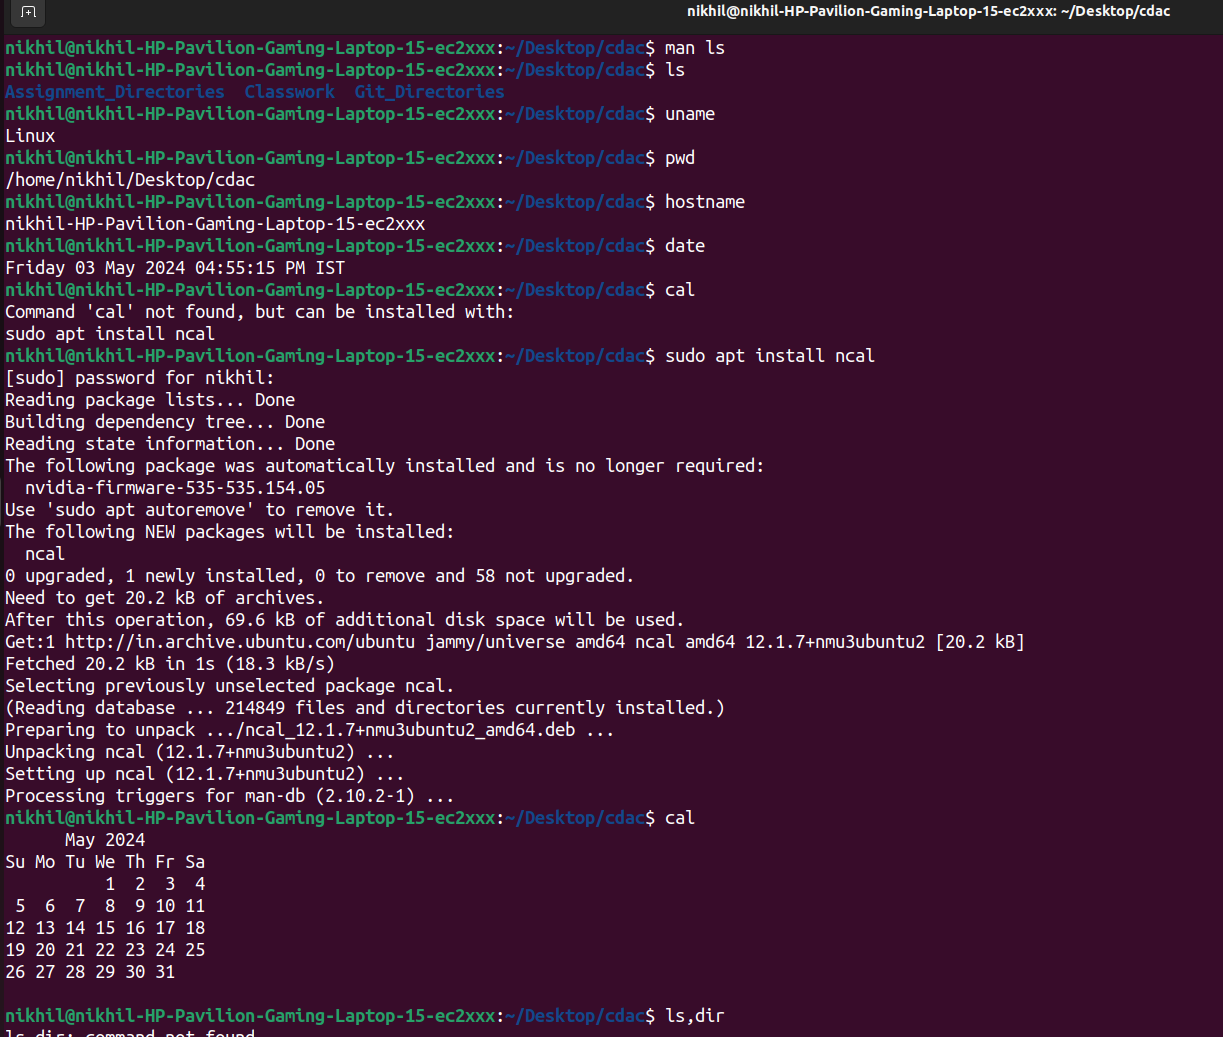 nikhil@nikhil-HP-Pavilion-Gaming-Laptop-15-ec2xxx: ~/Desktop/cdac
nikhil@nikhil-HP-Pavilion-Gaming-Laptop-15-ec2xxx:~/Desktop/cdac$ man ls
nikhil@nikhil-HP-Pavilion-Gaming-Laptop-15-ec2xxx:~/Desktop/cdac$ ls
Assignment_Directories  Classwork  Git_Directories
nikhil@nikhil-HP-Pavilion-Gaming-Laptop-15-ec2xxx:~/Desktop/cdac$ uname
Linux
nikhil@nikhil-HP-Pavilion-Gaming-Laptop-15-ec2xxx:~/Desktop/cdac$ pwd
/home/nikhil/Desktop/cdac
nikhil@nikhil-HP-Pavilion-Gaming-Laptop-15-ec2xxx:~/Desktop/cdac$ hostname
nikhil-HP-Pavilion-Gaming-Laptop-15-ec2xxx
nikhil@nikhil-HP-Pavilion-Gaming-Laptop-15-ec2xxx:~/Desktop/cdac$ date
Friday 03 May 2024 04:55:15 PM IST
nikhil@nikhil-HP-Pavilion-Gaming-Laptop-15-ec2xxx:~/Desktop/cdac$ cal
Command 'cal' not found, but can be installed with:
sudo apt install ncal
nikhil@nikhil-HP-Pavilion-Gaming-Laptop-15-ec2xxx:~/Desktop/cdac$ sudo apt install ncal
[sudo] password for nikhil:
Reading package lists... Done
Building dependency tree... Done
Reading state information... Done
The following package was automatically installed and is no longer required:
  nvidia-firmware-535-535.154.05
Use 'sudo apt autoremove' to remove it.
The following NEW packages will be installed:
  ncal
0 upgraded, 1 newly installed, 0 to remove and 58 not upgraded.
Need to get 20.2 kB of archives.
After this operation, 69.6 kB of additional disk space will be used.
Get:1 http://in.archive.ubuntu.com/ubuntu jammy/universe amd64 ncal amd64 12.1.7+nmu3ubuntu2 [20.2 kB]
Fetched 20.2 kB in 1s (18.3 kB/s)
Selecting previously unselected package ncal.
(Reading database ... 214849 files and directories currently installed.)
Preparing to unpack .../ncal_12.1.7+nmu3ubuntu2_amd64.deb ...
Unpacking ncal (12.1.7+nmu3ubuntu2) ...
Setting up ncal (12.1.7+nmu3ubuntu2) ...
Processing triggers for man-db (2.10.2-1) ...
nikhil@nikhil-HP-Pavilion-Gaming-Laptop-15-ec2xxx:~/Desktop/cdac$ cal
      May 2024
Su Mo Tu We Th Fr Sa
          1  2  3  4
 5  6  7  8  9 10 11
12 13 14 15 16 17 18
19 20 21 22 23 24 25
26 27 28 29 30 31
nikhil@nikhil-HP-Pavilion-Gaming-Laptop-15-ec2xxx:~/Desktop/cdac$ ls,dir
ls,dir: command not found